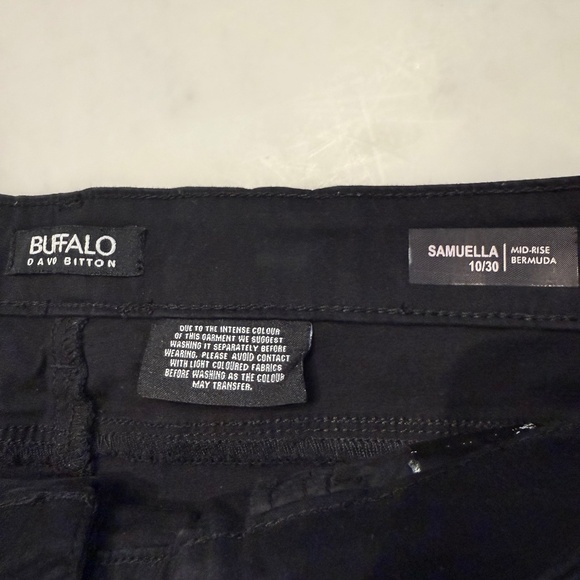 BUFFALO
DAVID BITTON
SAMUELLA
10/30
MID-RISE
BERMUDA
DUE TO THE INTENSE COLOUR
OF THIS GARMENT WE SUGGEST
WASHING IT SEPARATELY BEFORE
WEARING. PLEASE AVOID CONTACT
WITH LIGHT COLOURED FABRICS
BEFORE WASHING AS THE COLOUR
MAY TRANSFER.